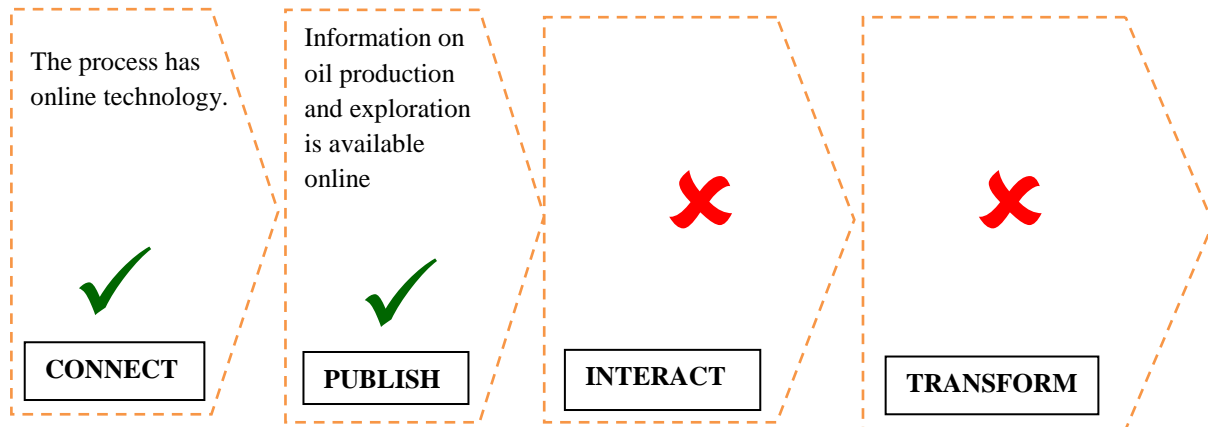 The process has
online technology.
CONNECT
Information on
oil production
and exploration
is available
online
PUBLISH
INTERACT
TRANSFORM